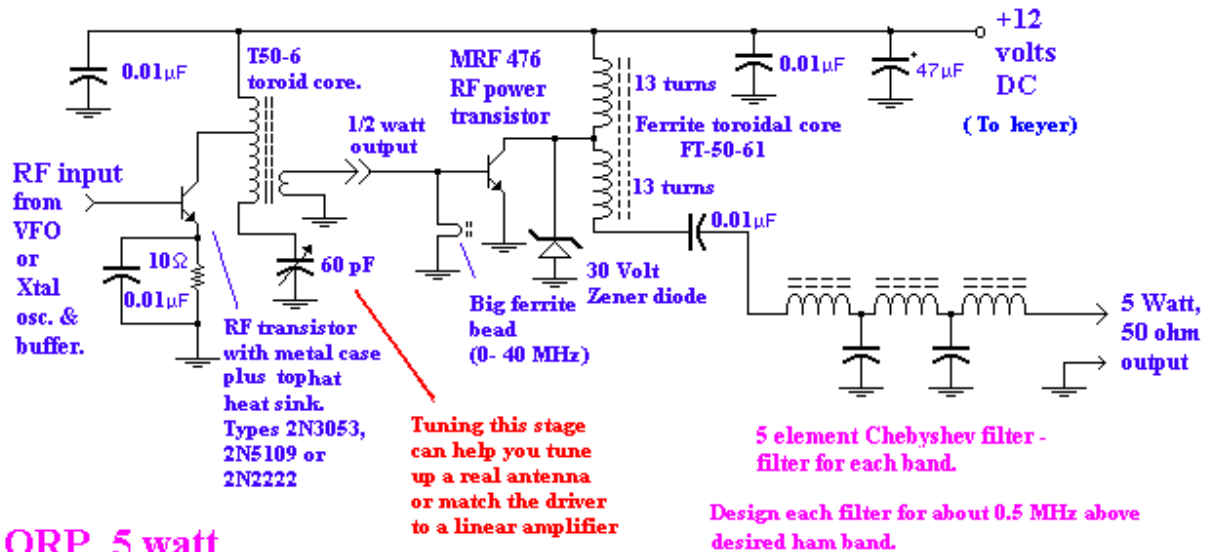 +12
volts
DC
( To keyer)
0.01µF
T50-6
toroid core.
MRF 476
RF power
transistor
13 turns
0.01µF
+
47µF
Ferrite toroidal core
FT-50-61
13 turns
1/2 watt
output
RF input
from
VFO
or
Xtal
osc. &
buffer.
10Ω
0.01µF
60 pF
0.01µF
30 Volt
Zener diode
Big ferrite
bead
(0- 40 MHz)
RF transistor
with metal case
plus tophat
heat sink.
Types 2N3053,
2N5109 or
2N2222
5 Watt,
50 ohm
output
Tuning this stage
can help you tune
up a real antenna
or match the driver
to a linear amplifier
5 element Chebyshev filter -
filter for each band.
Design each filter for about 0.5 MHz above
desired ham band.
QRP 5 watt